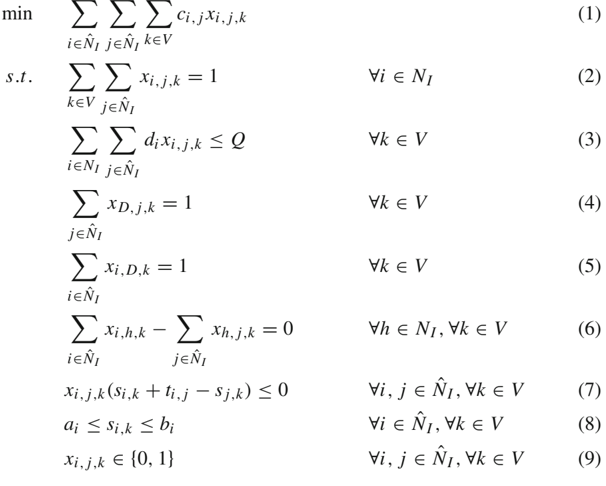 min ∑_{i∈N̂_I} ∑_{j∈N̂_I} ∑_{k∈V} c_{i,j} x_{i,j,k} (1)
s.t. ∑_{k∈V} ∑_{j∈N̂_I} x_{i,j,k} = 1 ∀i ∈ N_I (2)
∑_{i∈N_I} ∑_{j∈N̂_I} d_i x_{i,j,k} ≤ Q ∀k ∈ V (3)
∑_{j∈N̂_I} x_{D,j,k} = 1 ∀k ∈ V (4)
∑_{i∈N̂_I} x_{i,D,k} = 1 ∀k ∈ V (5)
∑_{i∈N̂_I} x_{i,h,k} − ∑_{j∈N̂_I} x_{h,j,k} = 0 ∀h ∈ N_I, ∀k ∈ V (6)
x_{i,j,k}(s_{i,k} + t_{i,j} − s_{j,k}) ≤ 0 ∀i, j ∈ N̂_I, ∀k ∈ V (7)
a_i ≤ s_{i,k} ≤ b_i ∀i ∈ N̂_I, ∀k ∈ V (8)
x_{i,j,k} ∈ {0, 1} ∀i, j ∈ N̂_I, ∀k ∈ V (9)